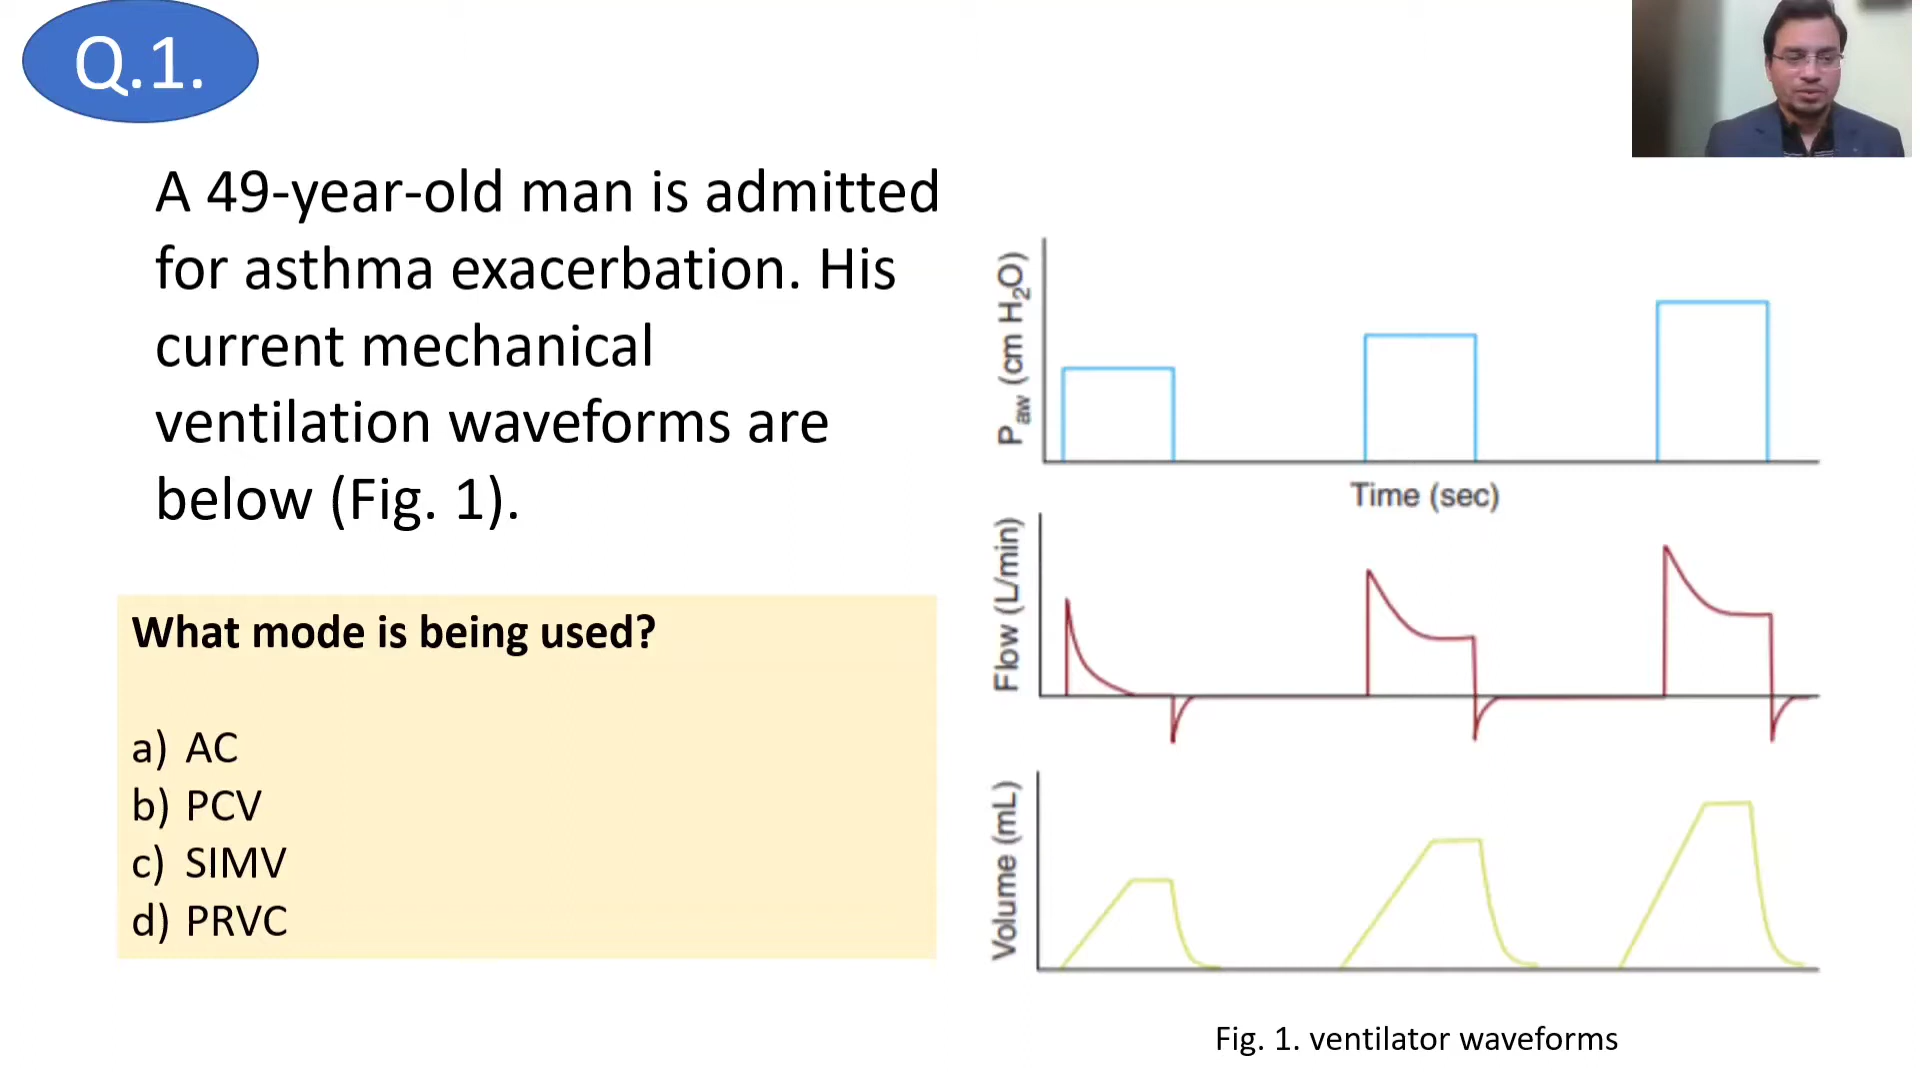 Q.1.
A 49-year-old man is admitted
for asthma exacerbation. His
current mechanical
ventilation waveforms are
below (Fig. 1).
What mode is being used?
a) AC
b) PCV
c) SIMV
d) PRVC
Paw (cm H2O)
Time (sec)
Flow (L/min)
Volume (mL)
Fig. 1. ventilator waveforms